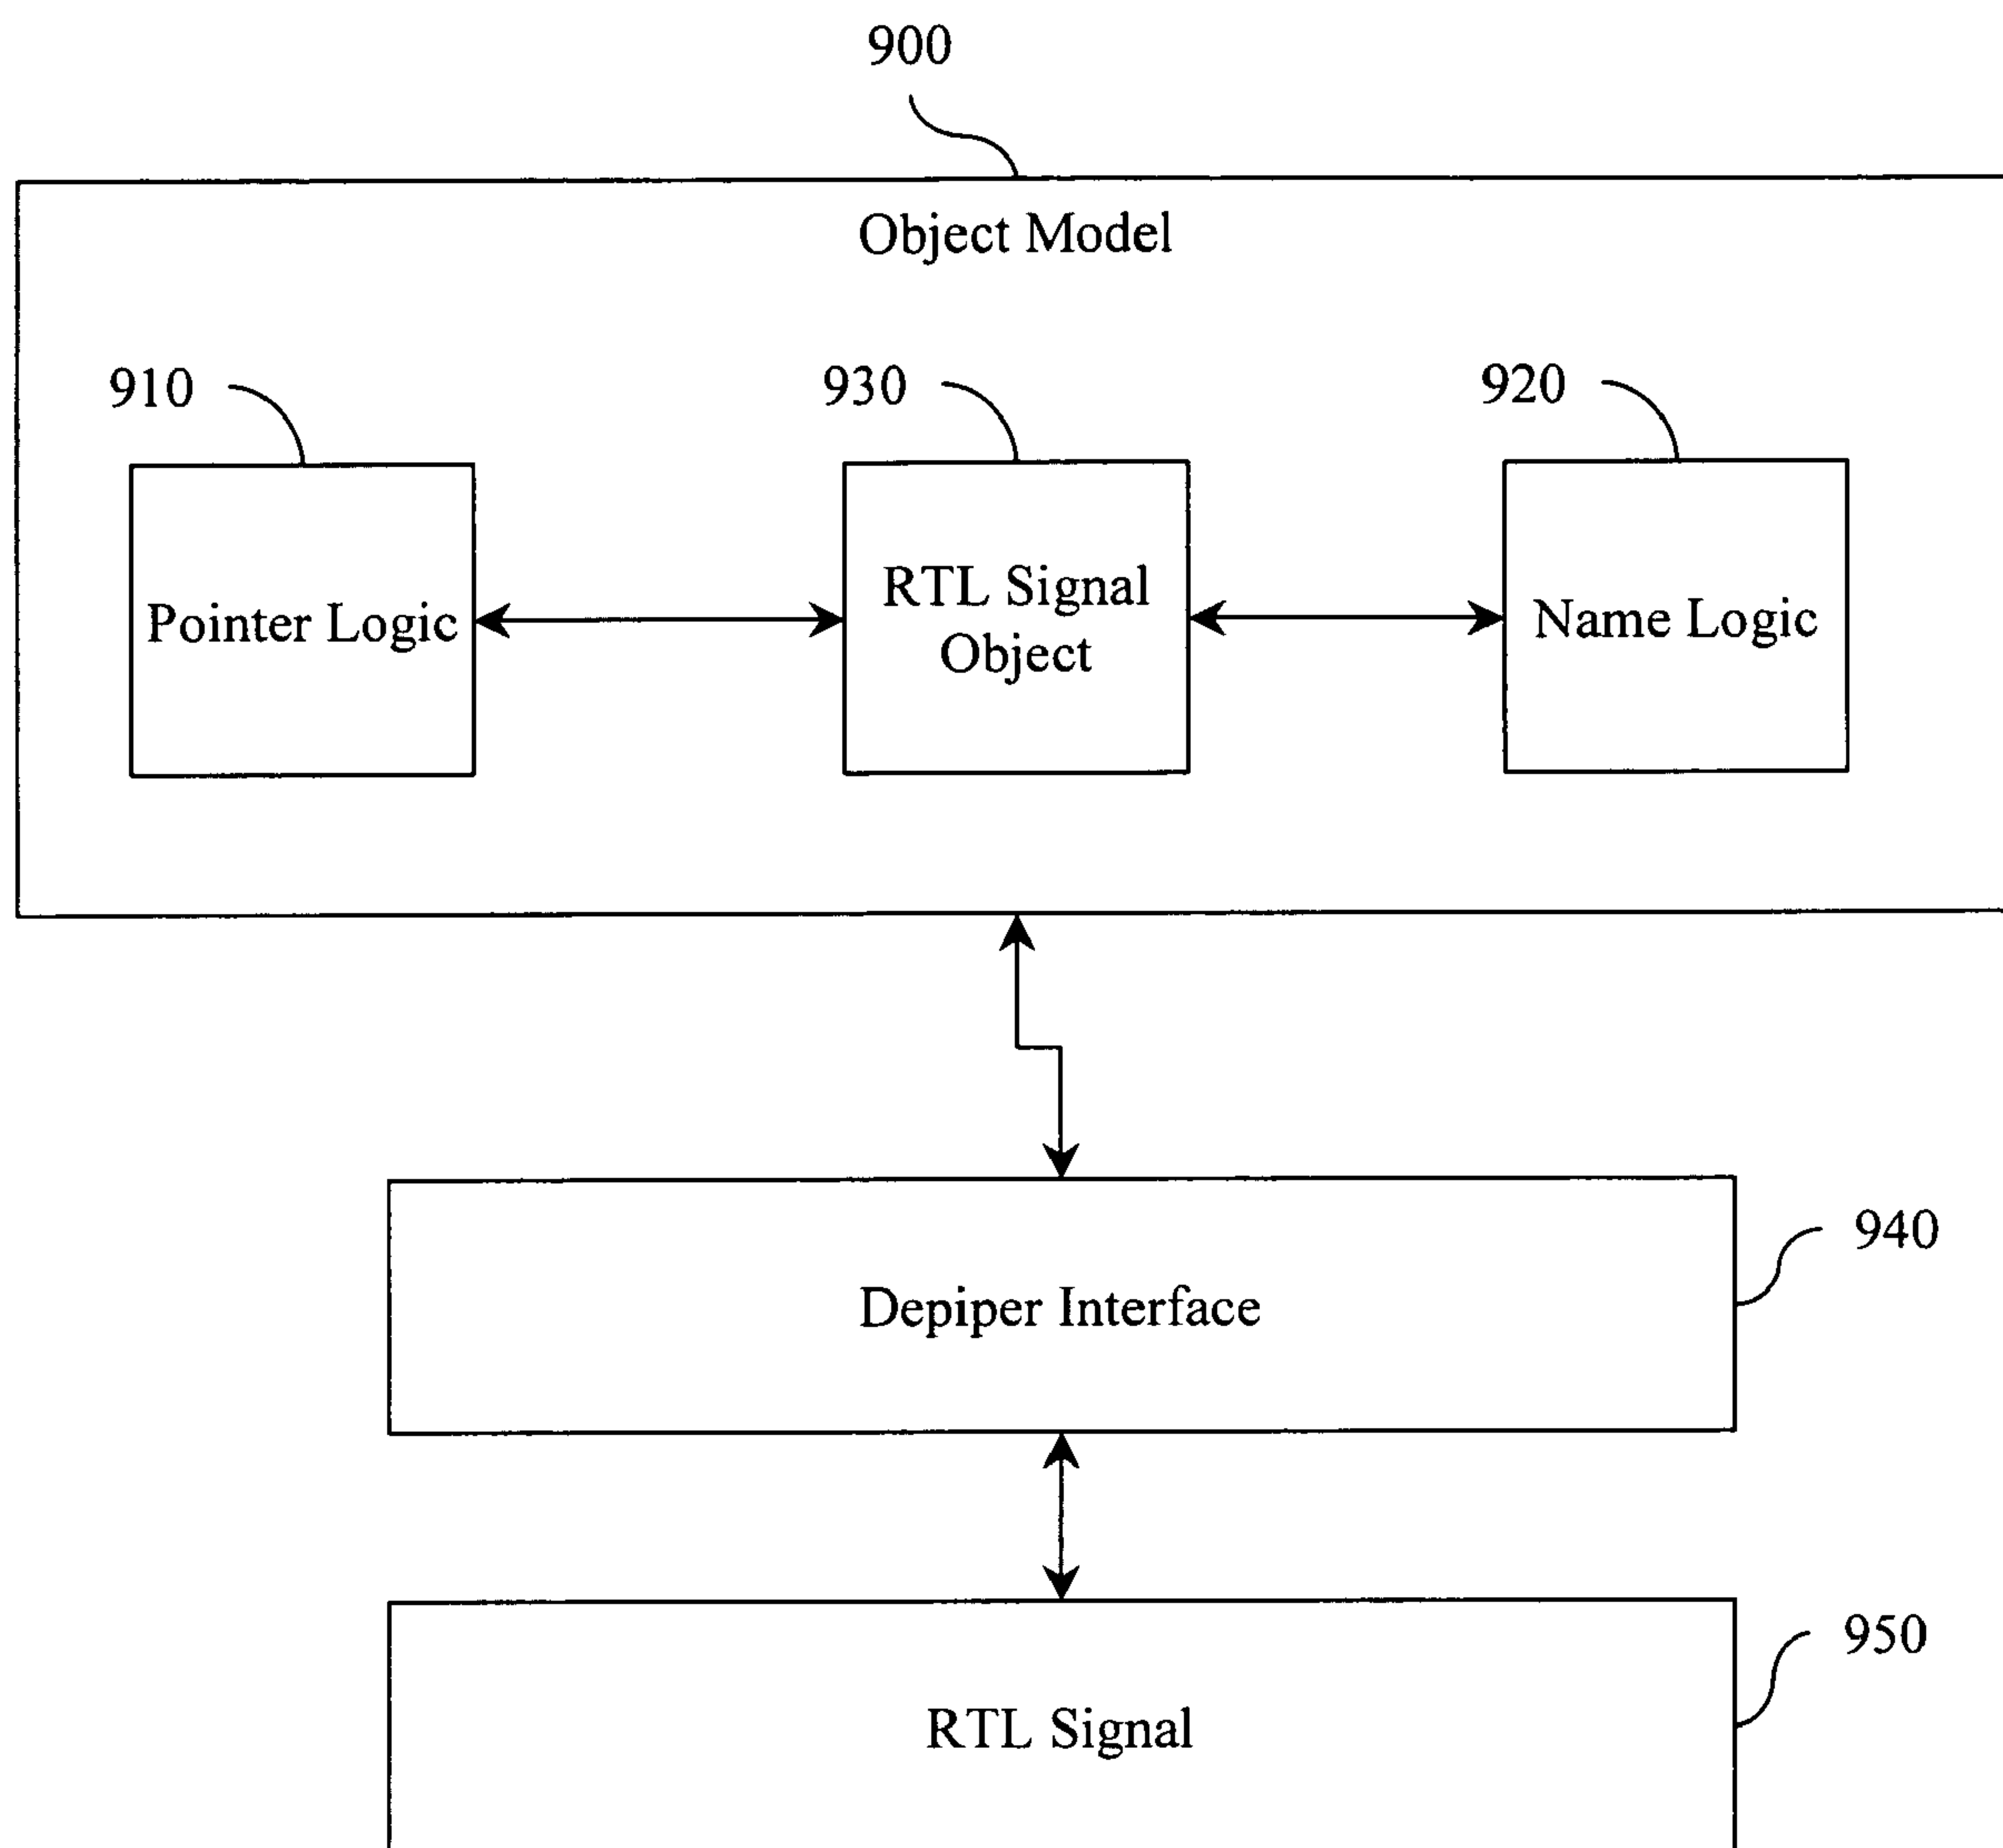 900
Object Model
910
930
920
Pointer Logic
RTL Signal
Object
Name Logic
940
Depiper Interface
950
RTL Signal